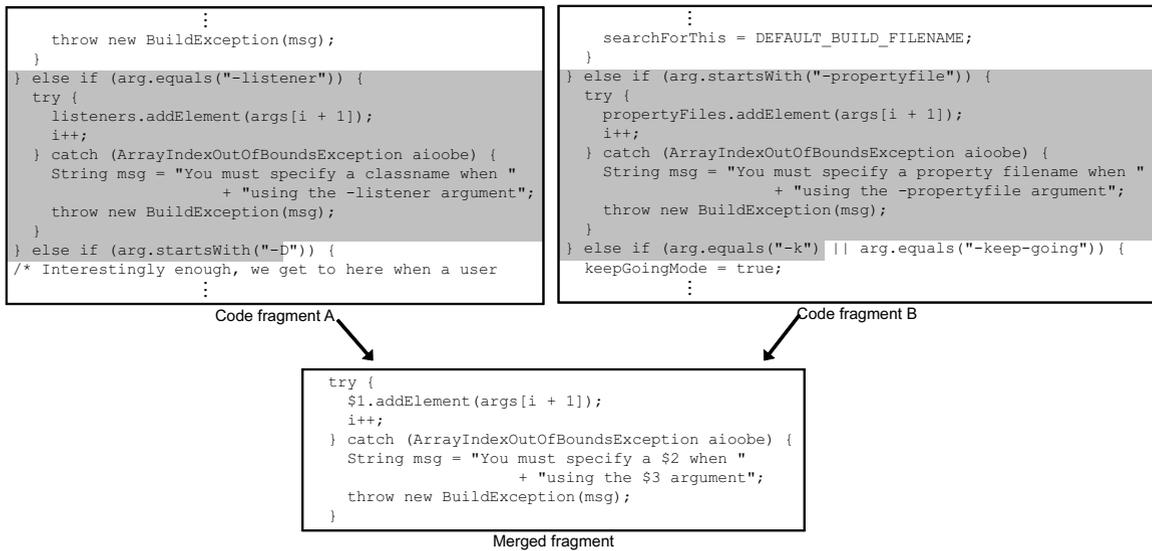 throw new BuildException(msg);
}
} else if (arg.equals("-listener")) {
try {
listeners.addElement(args[i + 1]);
i++;
} catch (ArrayIndexOutOfBoundsException aioobe) {
String msg = "You must specify a classname when "
+ "using the -listener argument";
throw new BuildException(msg);
}
} else if (arg.startsWith("-D")) {
/* Interestingly enough, we get to here when a user
Code fragment A
searchForThis = DEFAULT_BUILD_FILENAME;
}
} else if (arg.startsWith("-propertyfile")) {
try {
propertyFiles.addElement(args[i + 1]);
i++;
} catch (ArrayIndexOutOfBoundsException aioobe) {
String msg = "You must specify a property filename when "
+ "using the -propertyfile argument";
throw new BuildException(msg);
}
} else if (arg.equals("-k") || arg.equals("-keep-going")) {
keepGoingMode = true;
Code fragment B
try {
$1.addElement(args[i + 1]);
i++;
} catch (ArrayIndexOutOfBoundsException aioobe) {
String msg = "You must specify a $2 when "
+ "using the $3 argument";
throw new BuildException(msg);
}
Merged fragment